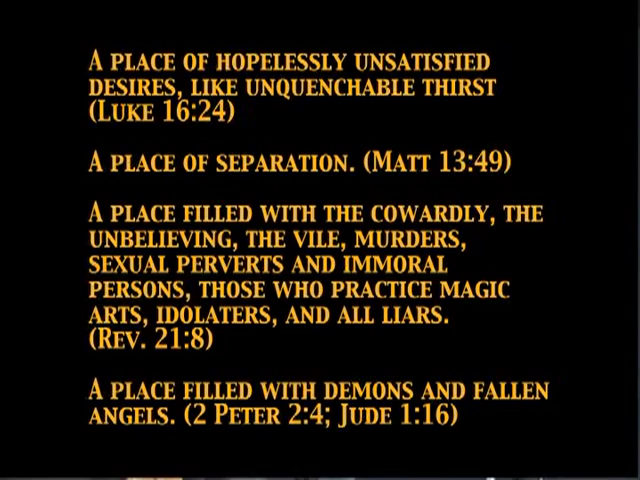 A PLACE OF HOPELESSLY UNSATISFIED
DESIRES, LIKE UNQUENCHABLE THIRST
(LUKE 16:24)
A PLACE OF SEPARATION. (MATT 13:49)
A PLACE FILLED WITH THE COWARDLY, THE
UNBELIEVING, THE VILE, MURDERS,
SEXUAL PERVERTS AND IMMORAL
PERSONS, THOSE WHO PRACTICE MAGIC
ARTS, IDOLATERS, AND ALL LIARS.
(REV. 21:8)
A PLACE FILLED WITH DEMONS AND FALLEN
ANGELS. (2 PETER 2:4; JUDE 1:16)